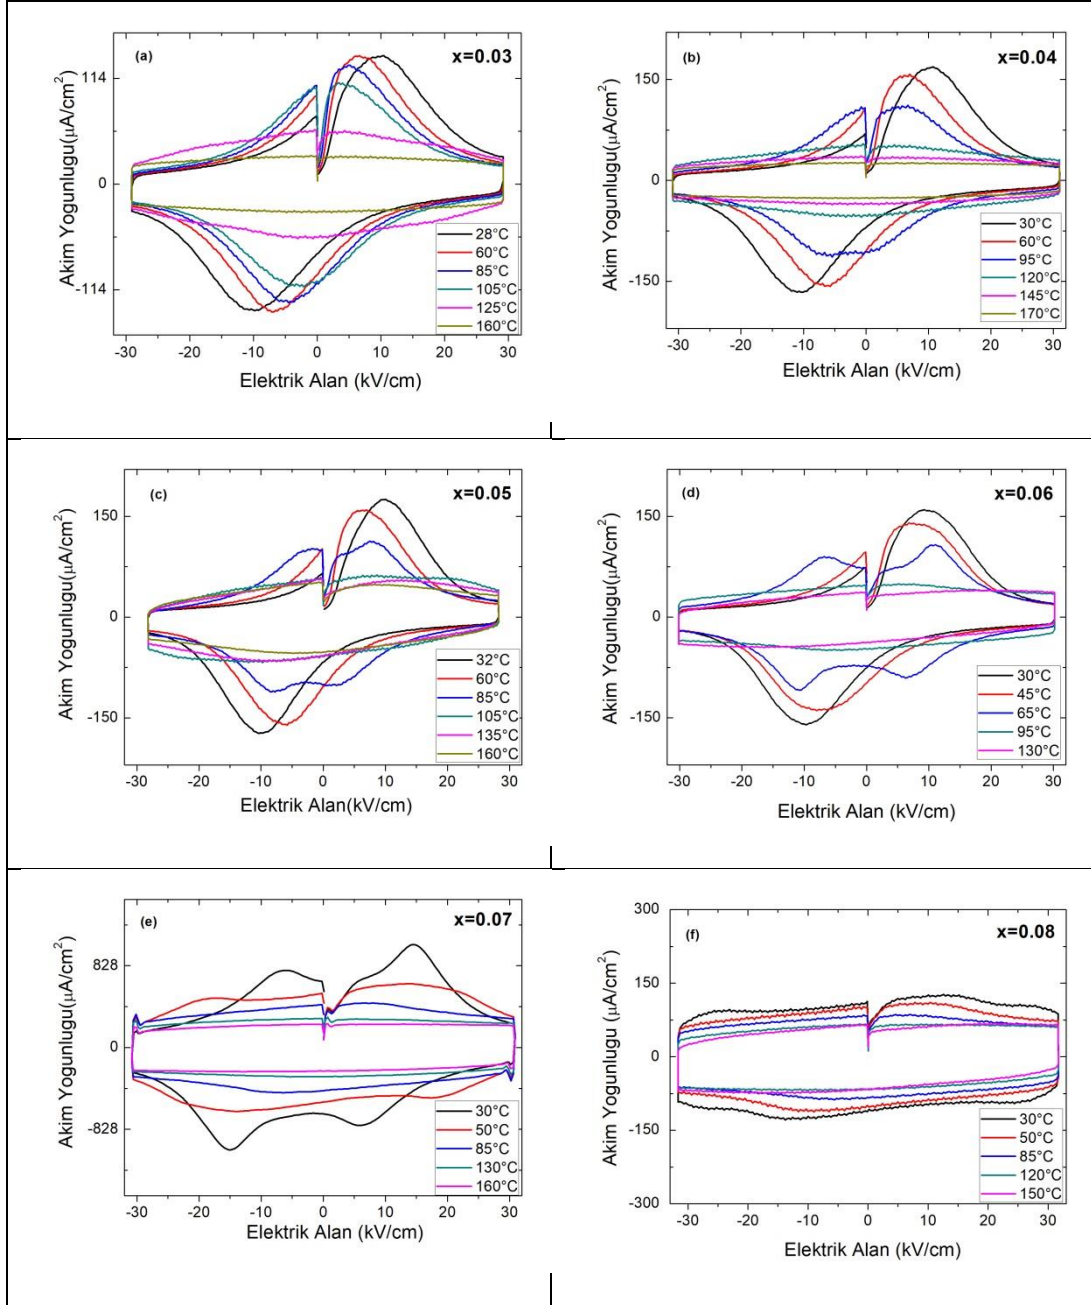 (a)
x=0.03
Akim Yogunlugu(μA/cm²)
114
0
-114
28°C
60°C
85°C
105°C
125°C
160°C
-30 -20 -10 0 10 20 30
Elektrik Alan (kV/cm)
(b)
x=0.04
Akim Yogunlugu(μA/cm²)
150
0
-150
30°C
60°C
95°C
120°C
145°C
170°C
-30 -20 -10 0 10 20 30
Elektrik Alan (kV/cm)
(c)
x=0.05
Akim Yogunlugu(μA/cm²)
150
0
-150
32°C
60°C
85°C
105°C
135°C
160°C
-30 -20 -10 0 10 20 30
Elektrik Alan(kV/cm)
(d)
x=0.06
Akim Yogunlugu(μA/cm²)
150
0
-150
30°C
45°C
65°C
95°C
130°C
-30 -20 -10 0 10 20 30
Elektrik Alan (kV/cm)
(e)
x=0.07
Akim Yogunlugu(μA/cm²)
828
0
-828
30°C
50°C
85°C
130°C
160°C
-30 -20 -10 0 10 20 30
Elektrik Alan (kV/cm)
(f)
x=0.08
Akim Yogunlugu (μA/cm²)
300
150
0
-150
-300
30°C
50°C
85°C
120°C
150°C
-30 -20 -10 0 10 20 30
Elektrik Alan (kV/cm)